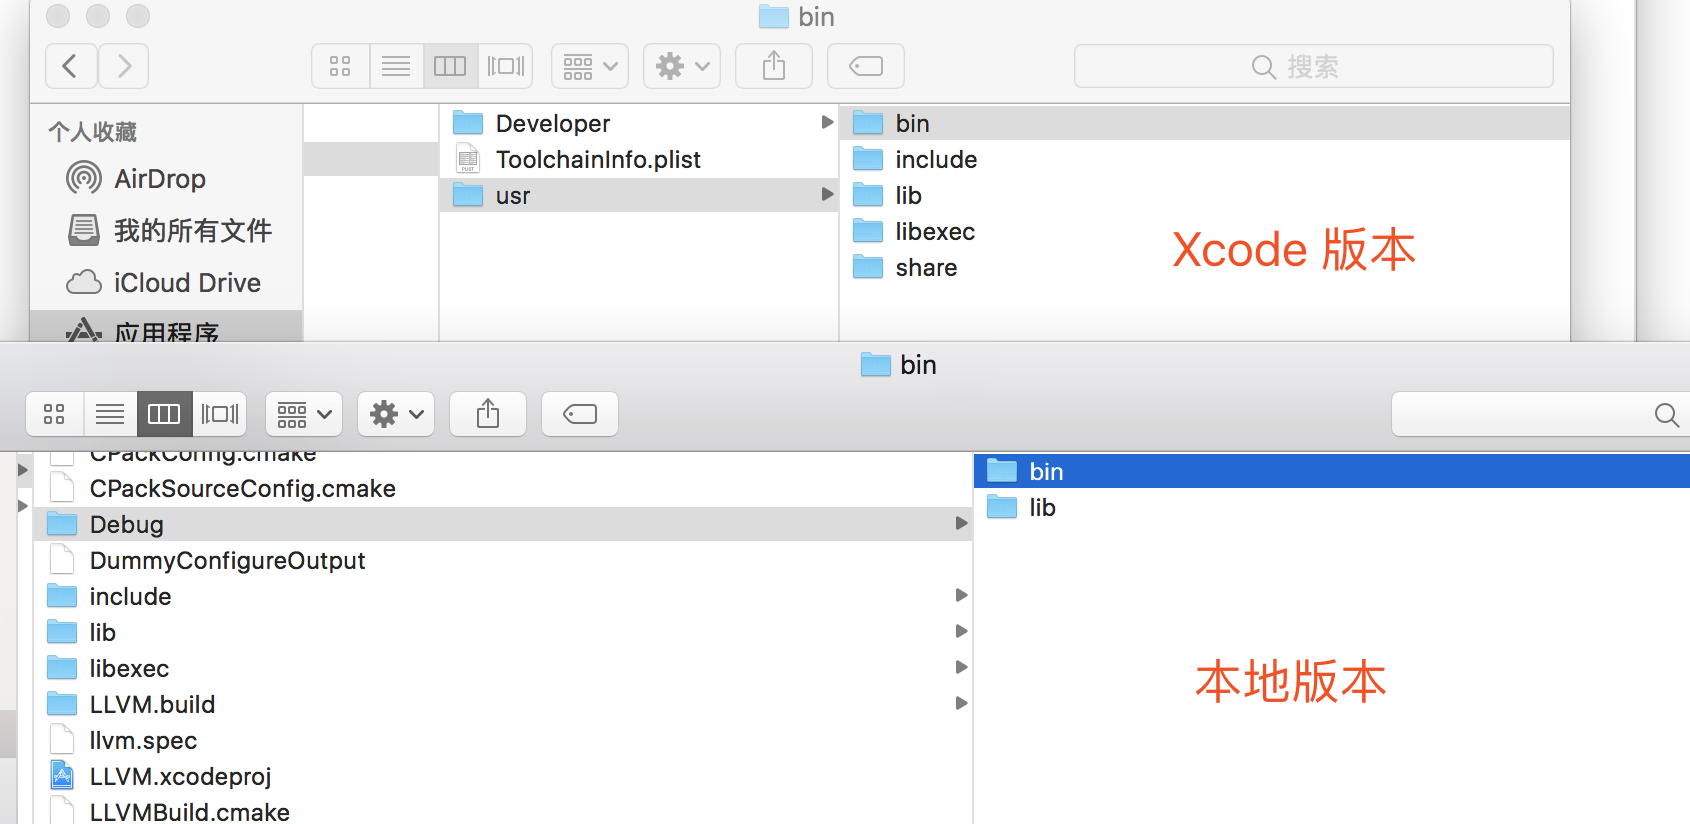 bin
搜索
个人收藏
AirDrop
我的所有文件
iCloud Drive
应用程序
Developer
ToolchainInfo.plist
usr
bin
include
lib
libexec
share
Xcode 版本
bin
CPackConfig.cmake
CPackSourceConfig.cmake
Debug
DummyConfigureOutput
include
lib
libexec
LLVM.build
llvm.spec
LLVM.xcodeproj
LLVMBuild.cmake
bin
lib
本地版本